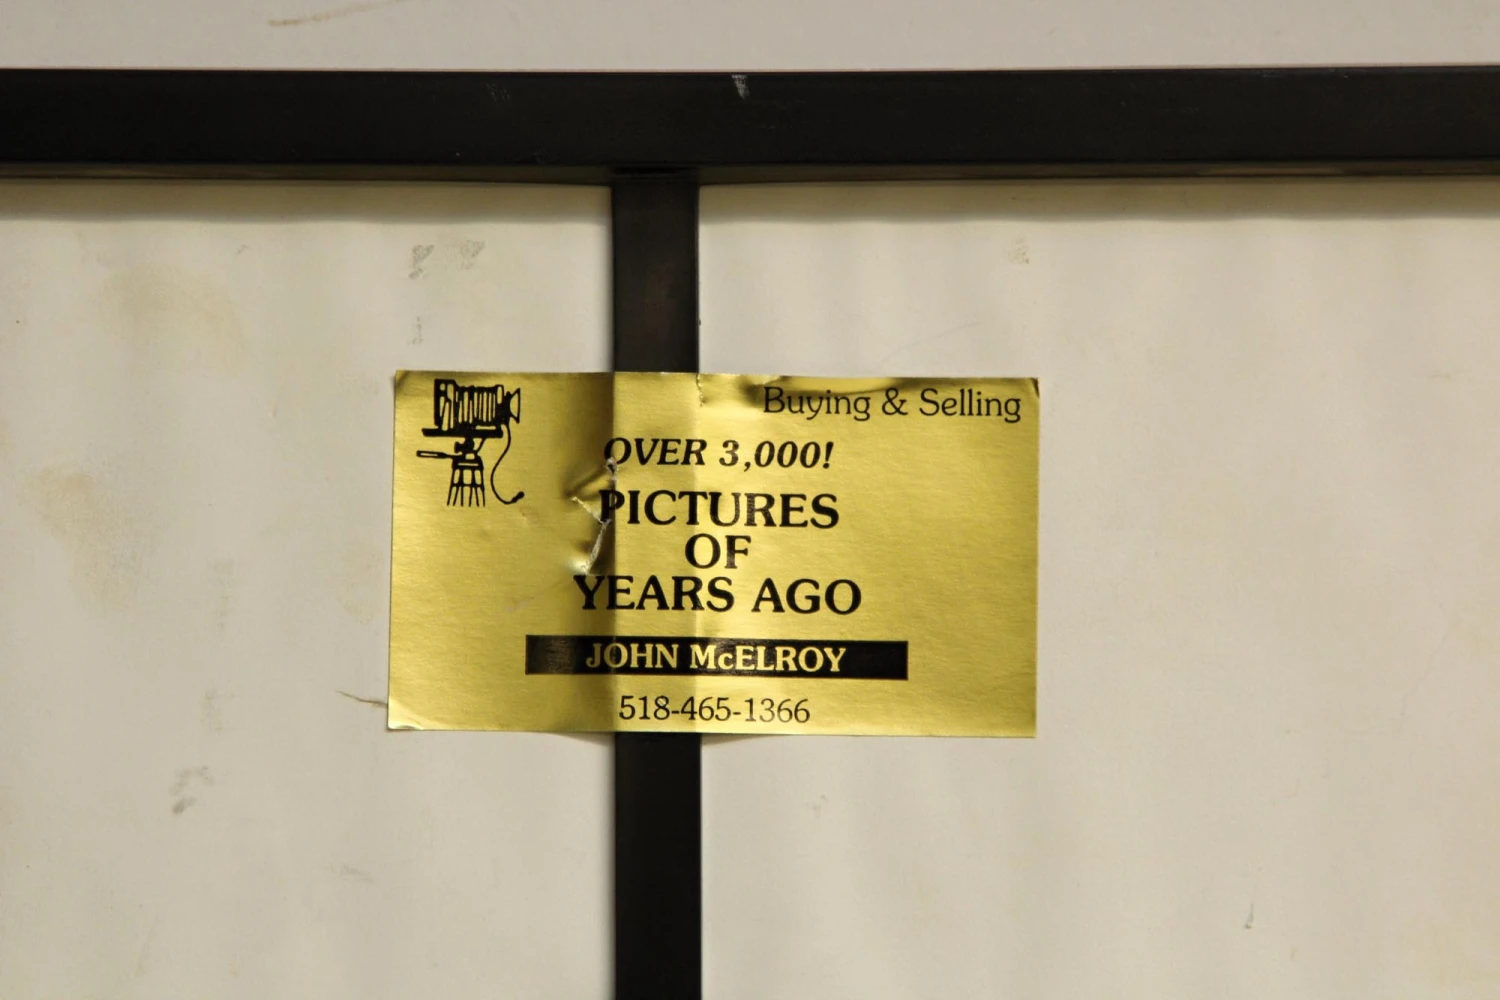 Buying & Selling
OVER 3,000!
PICTURES
OF
YEARS AGO
JOHN McELROY
518-465-1366